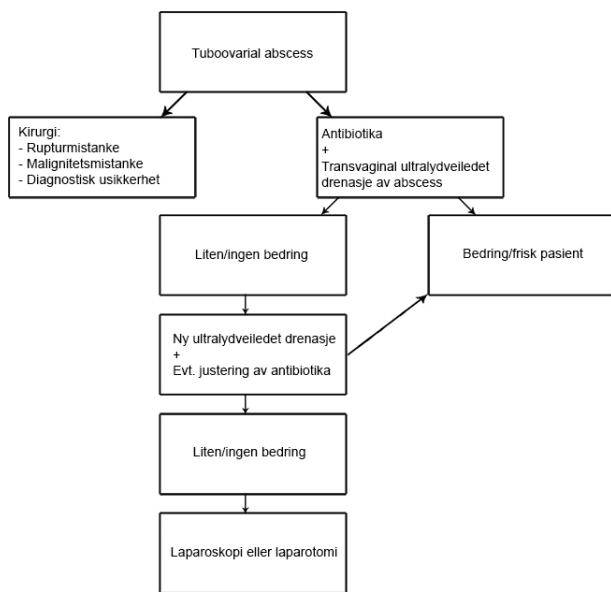 Tuboovarial abscess
Kirurgi:
- Rupturmistanke
- Malignitetsmistanke
- Diagnostisk usikkerhet
Antibiotika
+
Transvaginal ultralydveiledet
drenasje av abscess
Liten/ingen bedring
Bedring/frisk pasient
Ny ultralydveiledet drenasje
+
Evt. justering av antibiotika
Liten/ingen bedring
Laparoskopi eller laparotomi